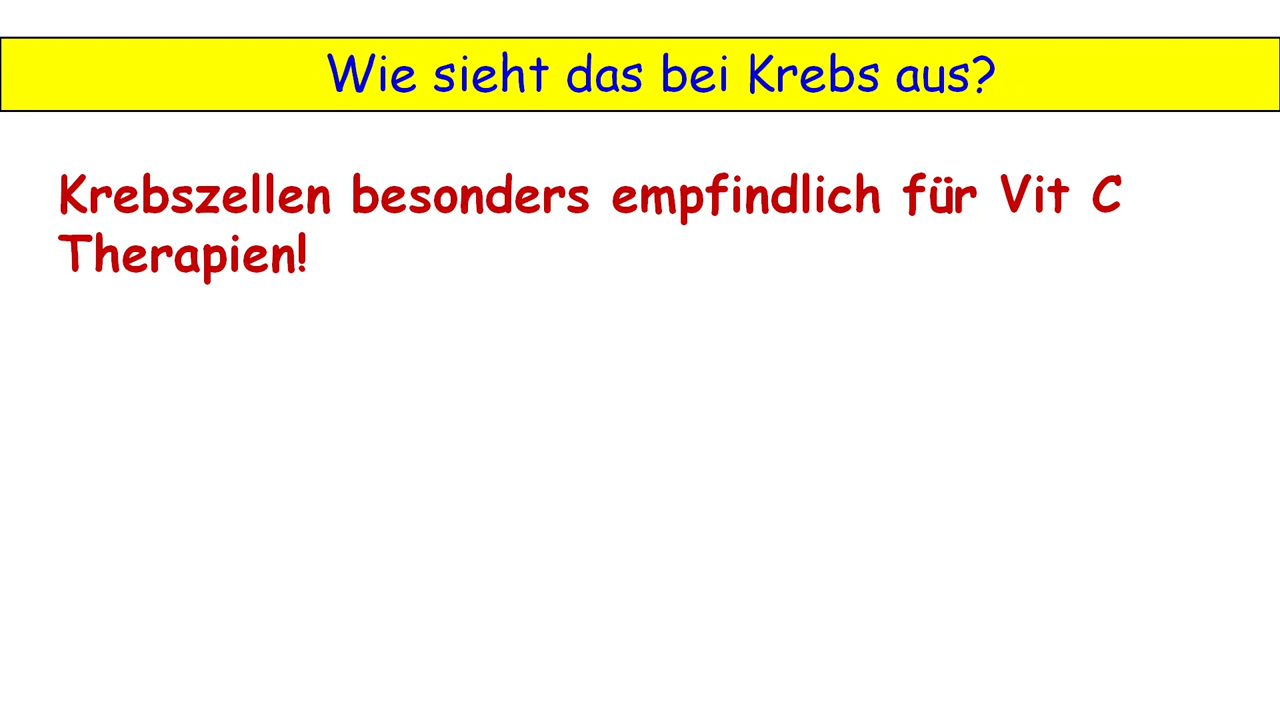 Wie sieht das bei Krebs aus?
Krebszellen besonders empfindlich für Vit C
Therapien!